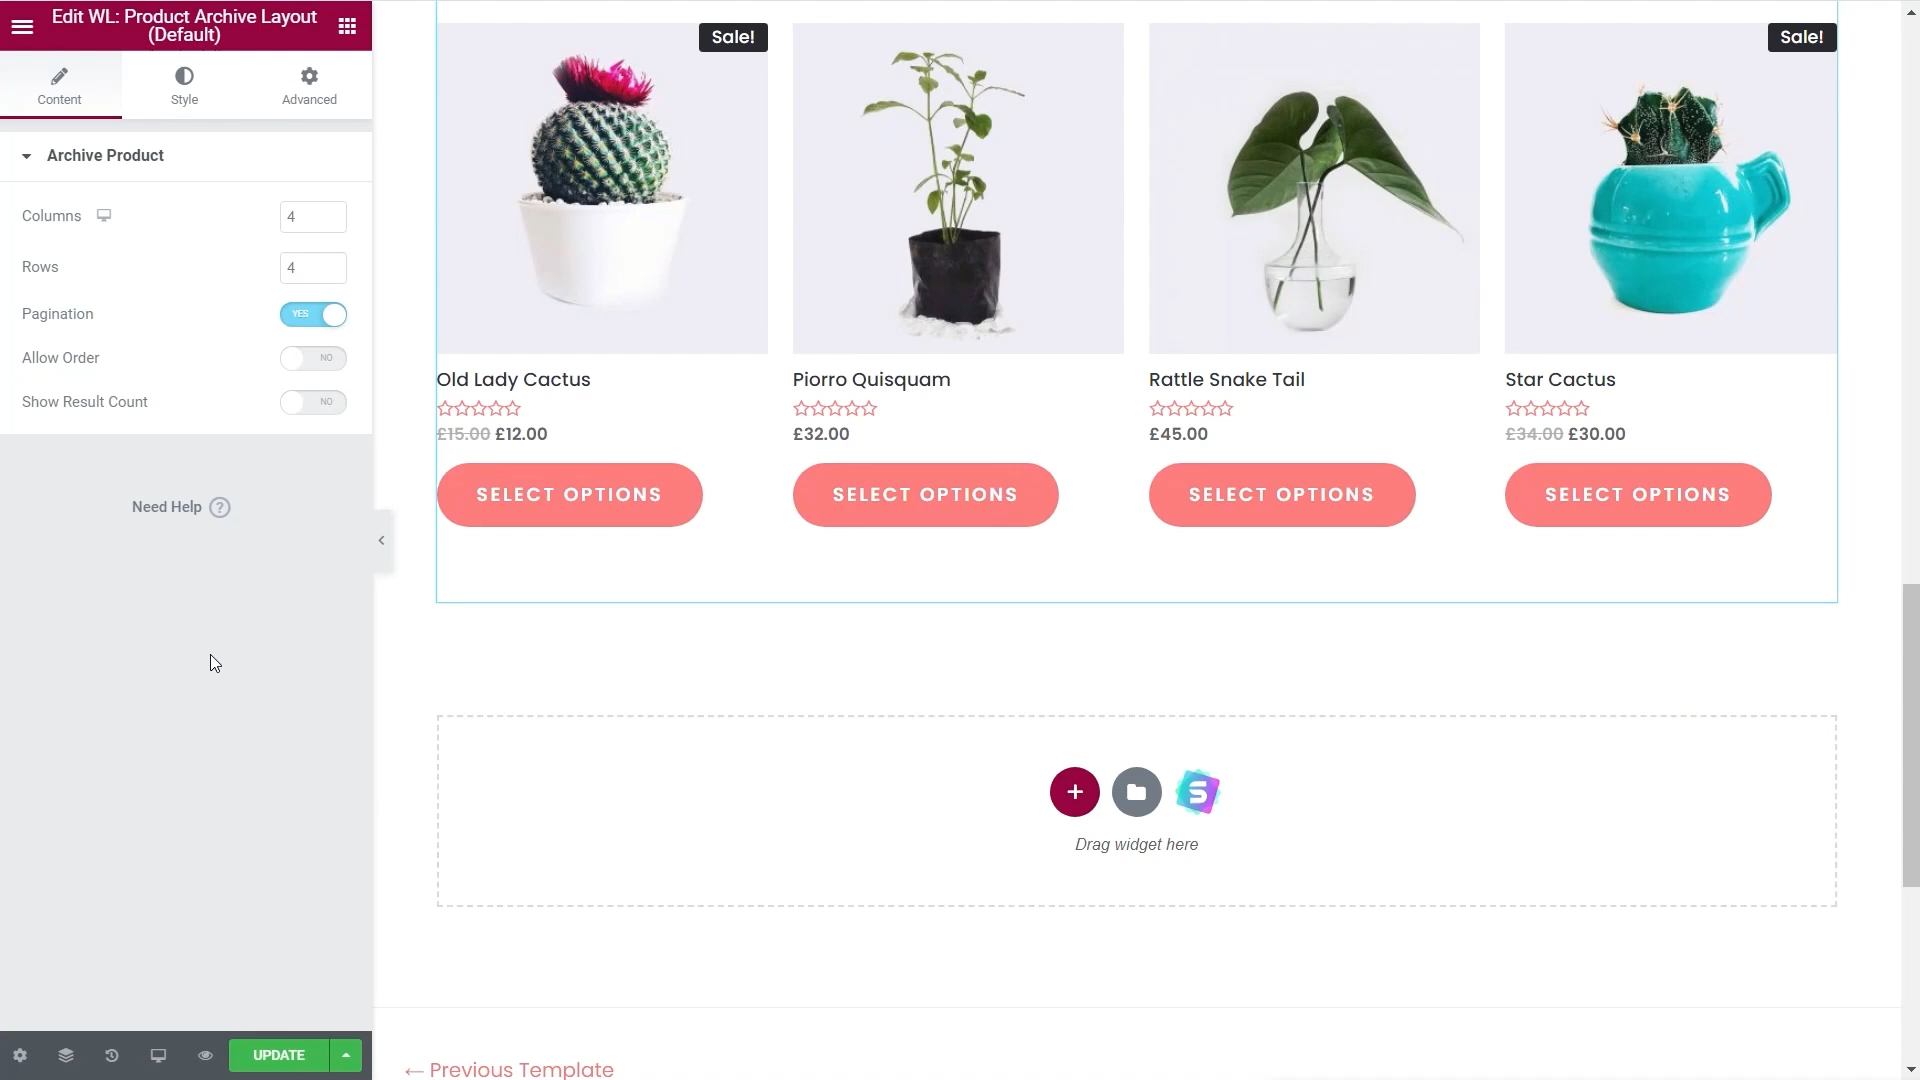 Edit WL: Product Archive Layout
(Default)
Content
Style
Advanced
Archive Product
Columns
4
Rows
4
Pagination
YES
Allow Order
NO
Show Result Count
NO
Need Help ?
UPDATE
Sale!
Sale!
Old Lady Cactus
£15.00 £12.00
SELECT OPTIONS
Piorro Quisquam
£32.00
SELECT OPTIONS
Rattle Snake Tail
£45.00
SELECT OPTIONS
Star Cactus
£34.00 £30.00
SELECT OPTIONS
S
Drag widget here
← Previous Template